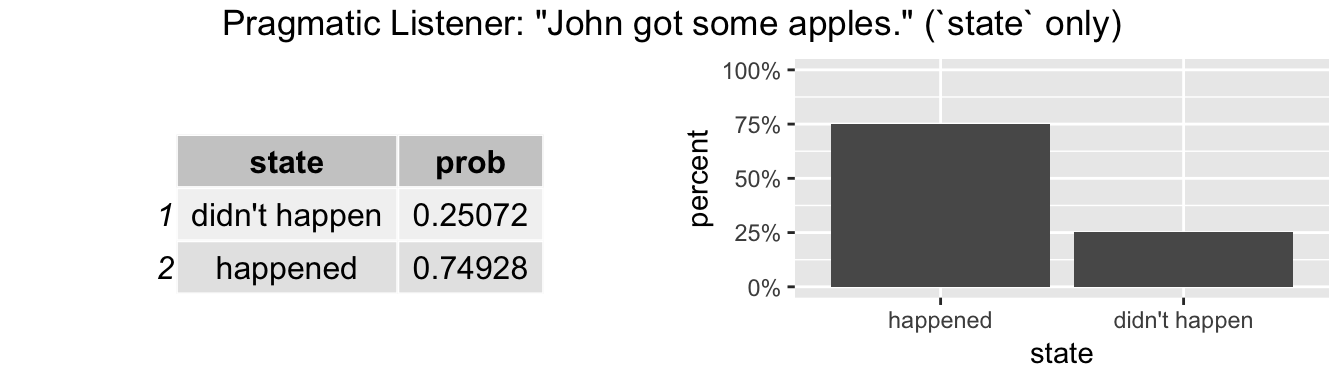 Pragmatic Listener: "John got some apples." (`state` only)
state prob
1 didn't happen 0.25072
2 happened 0.74928
percent
100%
75%
50%
25%
0%
happened didn't happen
state